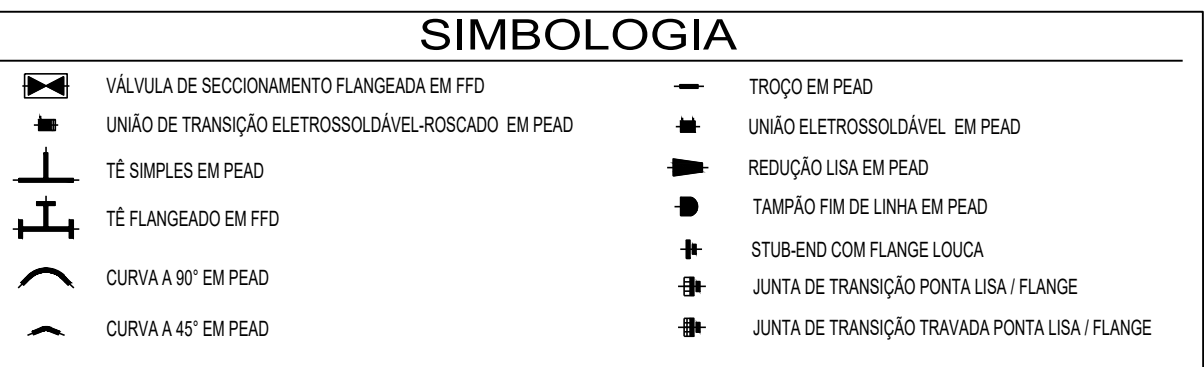 SIMBOLOGIA
VÁLVULA DE SECCIONAMENTO FLANGEADA EM FFD
UNIÃO DE TRANSIÇÃO ELETROSSOLDÁVEL-ROSCADO EM PEAD
TÊ SIMPLES EM PEAD
TÊ FLANGEADO EM FFD
CURVA A 90° EM PEAD
CURVA A 45° EM PEAD
TROÇO EM PEAD
UNIÃO ELETROSSOLDÁVEL EM PEAD
REDUÇÃO LISA EM PEAD
TAMPÃO FIM DE LINHA EM PEAD
STUB-END COM FLANGE LOUCA
JUNTA DE TRANSIÇÃO PONTA LISA / FLANGE
JUNTA DE TRANSIÇÃO TRAVADA PONTA LISA / FLANGE